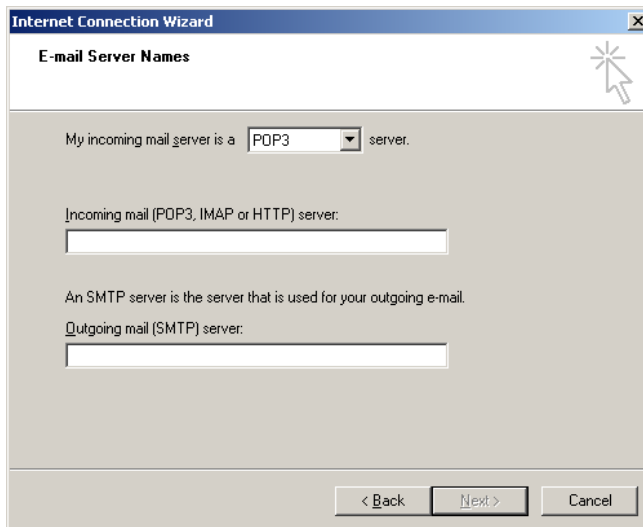 Internet Connection Wizard
E-mail Server Names
My incoming mail server is a POP3 server.
Incoming mail (POP3, IMAP or HTTP) server:
An SMTP server is the server that is used for your outgoing e-mail.
Outgoing mail (SMTP) server:
< Back Next > Cancel